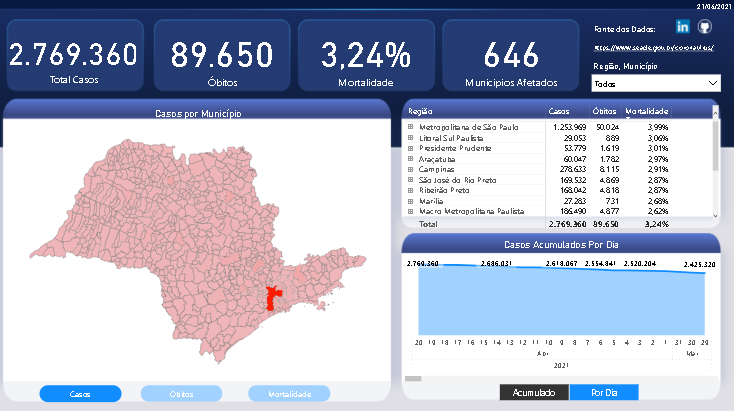 21/04/2021
2.769.360
Total Casos
89.650
Óbitos
3,24%
Mortalidade
646
Municípios Afetados
Fonte dos Dados:
https://www.seade.gov.br/coronavirus/
Região, Município
Todos
Casos por Município
Região Casos Óbitos Mortalidade
Metropolitana de São Paulo 1.253.969 50.024 3,99%
Litoral Sul Paulista 29.053 889 3,06%
Presidente Prudente 53.779 1.619 3,01%
Araçatuba 60.047 1.782 2,97%
Campinas 278.633 8.115 2,91%
São José do Rio Preto 169.532 4.869 2,87%
Ribeirão Preto 168.042 4.818 2,87%
Marília 27.283 731 2,68%
Macro Metropolitana Paulista 186.490 4.877 2,62%
Total 2.769.360 89.650 3,24%
Casos Acumulados Por Dia
2.769.360 2.686.031 2.618.067 2.554.841 2.520.204 2.425.320
20 19 18 17 16 15 14 13 12 11 10 9 8 7 6 5 4 3 2 1 31 30 29
Abr Mar
2021
Casos Óbitos Mortalidade
Acumulado Por Dia